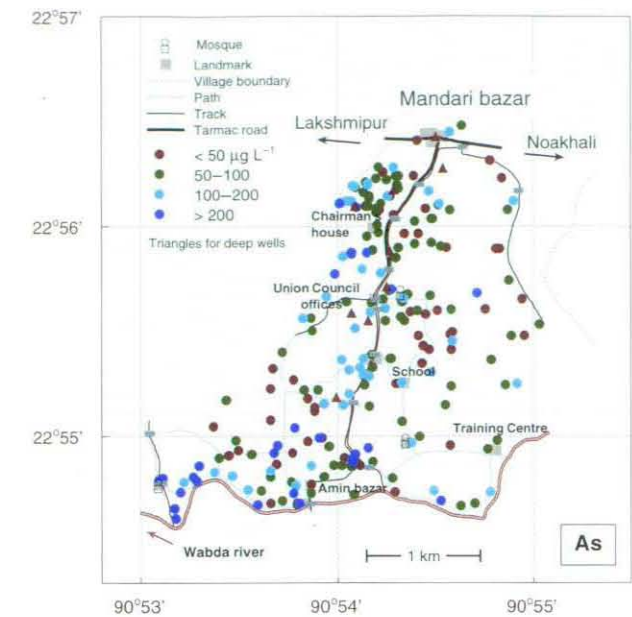 22°57'
Mosque
Landmark
Village boundary
Path
Track
Tarmac road
< 50 µg L⁻¹
50–100
100–200
> 200
Triangles for deep wells
Mandari bazar
Lakshmipur
Noakhali
22°56'
Chairman
house
Union Council
offices
School
22°55'
Training Centre
Amin bazar
Wabda river
1 km
As
90°53'
90°54'
90°55'